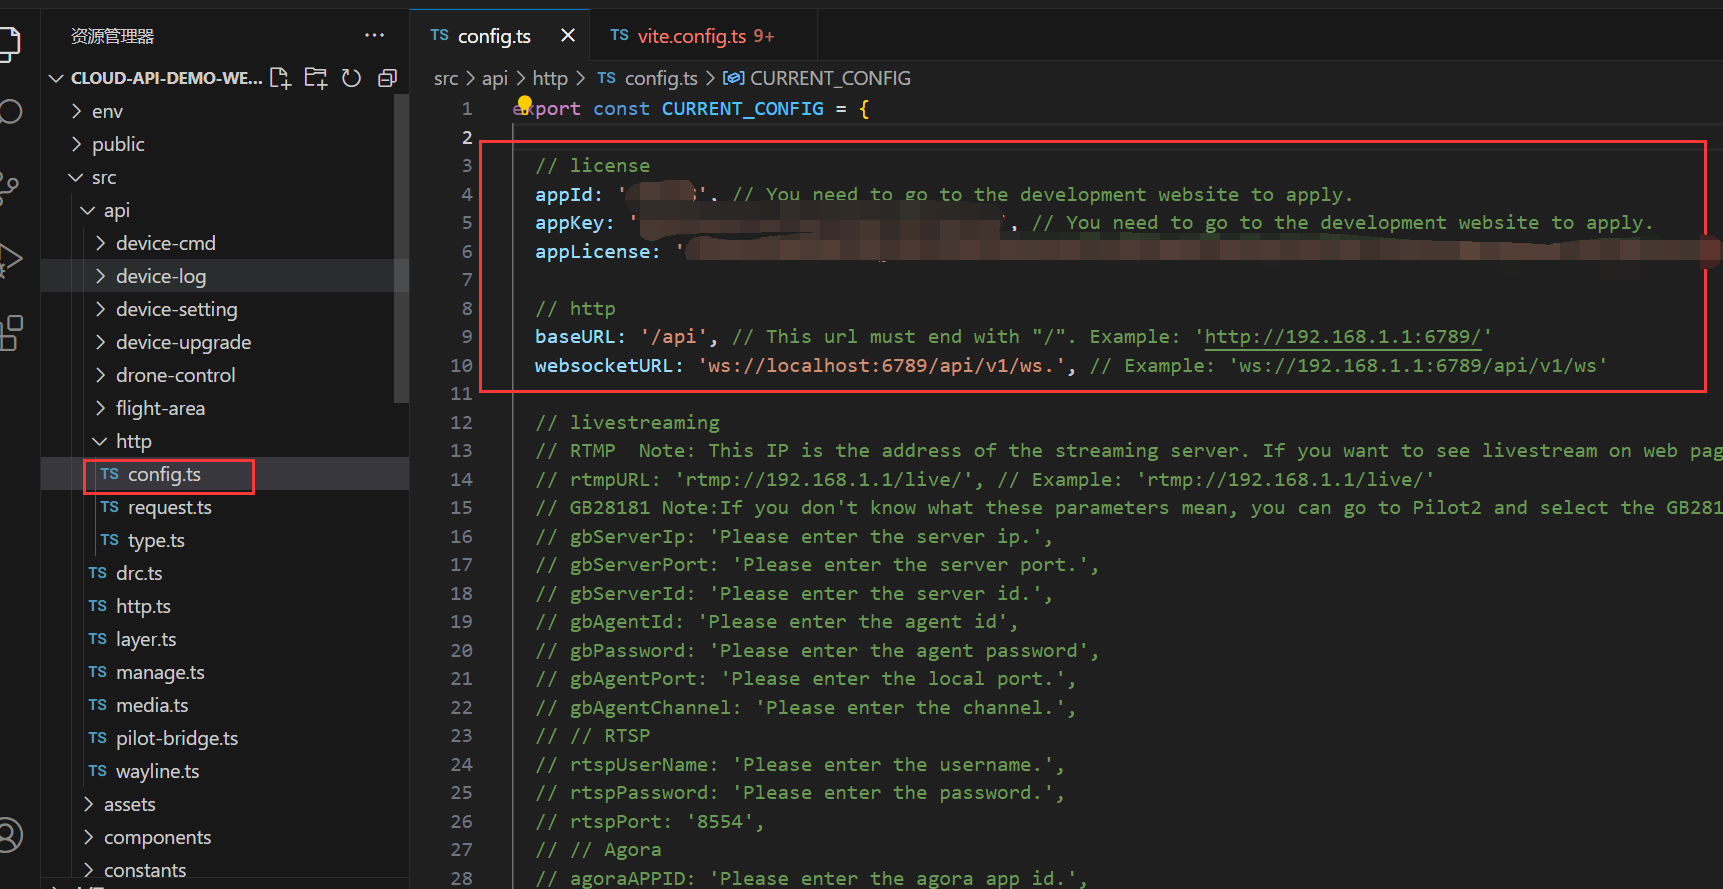 资源管理器 ...
CLOUD-API-DEMO-WE...
env
public
src
api
device-cmd
device-log
device-setting
device-upgrade
drone-control
flight-area
http
TS config.ts
TS request.ts
TS type.ts
TS drc.ts
TS http.ts
TS layer.ts
TS manage.ts
TS media.ts
TS pilot-bridge.ts
TS wayline.ts
assets
components
constants
TS config.ts TS vite.config.ts 9+
src > api > http > TS config.ts > CURRENT_CONFIG
1 export const CURRENT_CONFIG = {
2
3 // license
4 appId: ' ', // You need to go to the development website to apply.
5 appKey: ' ', // You need to go to the development website to apply.
6 appLicense: '
7
8 // http
9 baseURL: '/api', // This url must end with "/". Example: 'http://192.168.1.1:6789/'
10 websocketURL: 'ws://localhost:6789/api/v1/ws.', // Example: 'ws://192.168.1.1:6789/api/v1/ws'
11
12 // livestreaming
13 // RTMP  Note: This IP is the address of the streaming server. If you want to see livestream on web pag
14 // rtmpURL: 'rtmp://192.168.1.1/live/', // Example: 'rtmp://192.168.1.1/live/'
15 // GB28181 Note:If you don't know what these parameters mean, you can go to Pilot2 and select the GB281
16 // gbServerIp: 'Please enter the server ip.',
17 // gbServerPort: 'Please enter the server port.',
18 // gbServerId: 'Please enter the server id.',
19 // gbAgentId: 'Please enter the agent id',
20 // gbPassword: 'Please enter the agent password',
21 // gbAgentPort: 'Please enter the local port.',
22 // gbAgentChannel: 'Please enter the channel.',
23 // // RTSP
24 // rtspUserName: 'Please enter the username.',
25 // rtspPassword: 'Please enter the password.',
26 // rtspPort: '8554',
27 // // Agora
28 // agoraAPPID: 'Please enter the agora app id.',